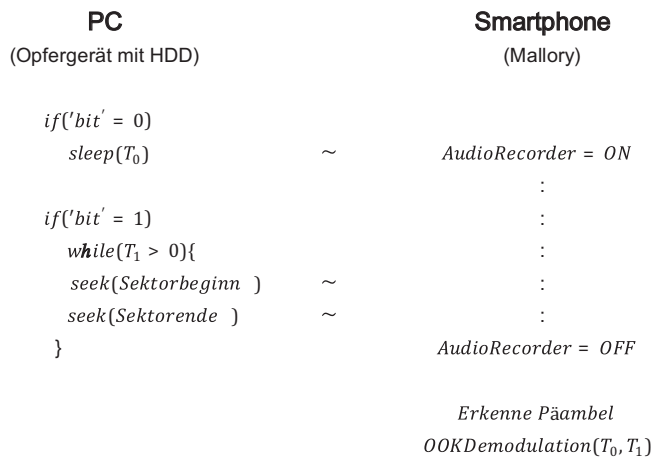 PC Smartphone
(Opfergerät mit HDD) (Mallory)
if('bit' = 0)
sleep(T₀) ~ AudioRecorder = ON
:
if('bit' = 1) :
while(T₁ > 0){ :
seek(Sektorbeginn ) ~ :
seek(Sektorende ) ~ :
} AudioRecorder = OFF
Erkenne Päambel
OOKDemodulation(T₀, T₁)